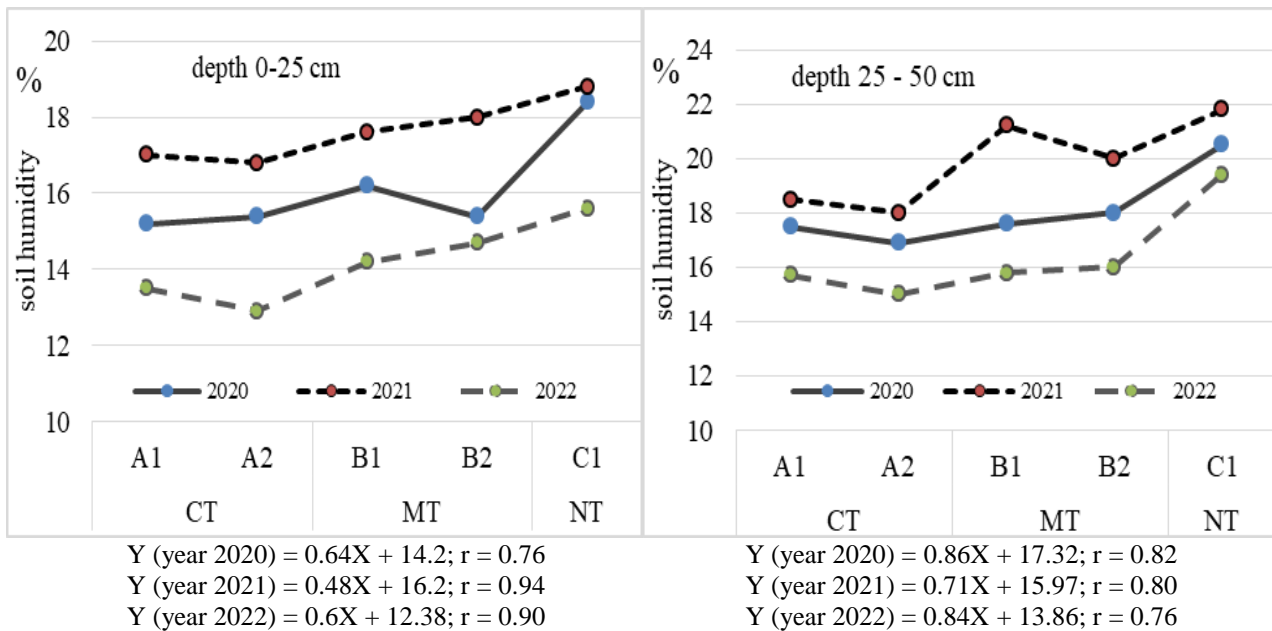 20
%
depth 0-25 cm
18
16
14
12
10
soil humidity
2020
2021
2022
A1 A2 B1 B2 C1
CT MT NT
24
%
depth 25 - 50 cm
22
20
18
16
14
12
10
soil humidity
2020
2021
2022
A1 A2 B1 B2 C1
CT MT NT
Y (year 2020) = 0.64X + 14.2; r = 0.76
Y (year 2021) = 0.48X + 16.2; r = 0.94
Y (year 2022) = 0.6X + 12.38; r = 0.90
Y (year 2020) = 0.86X + 17.32; r = 0.82
Y (year 2021) = 0.71X + 15.97; r = 0.80
Y (year 2022) = 0.84X + 13.86; r = 0.76